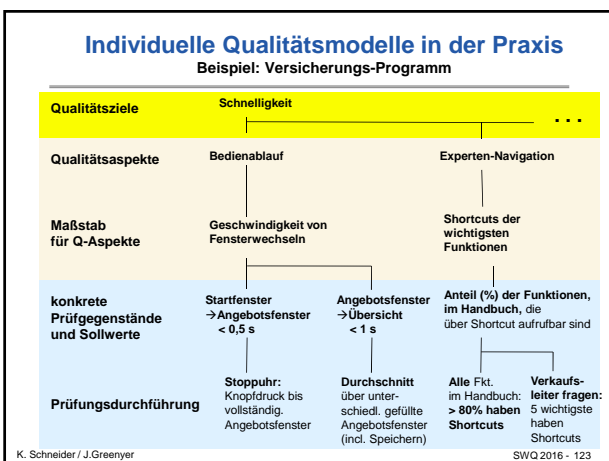 Individuelle Qualitätsmodelle in der Praxis
Beispiel: Versicherungs-Programm
Qualitätsziele
Schnelligkeit
. . .
Qualitätsaspekte
Bedienablauf
Experten-Navigation
Maßstab
für Q-Aspekte
Geschwindigkeit von
Fensterwechseln
Shortcuts der
wichtigsten
Funktionen
konkrete
Prüfgegenstände
und Sollwerte
Startfenster
→Angebotsfenster
< 0,5 s
Angebotsfenster
→Übersicht
< 1 s
Anteil (%) der Funktionen,
im Handbuch, die
über Shortcut aufrufbar sind
Prüfungsdurchführung
Stoppuhr:
Knopfdruck bis
vollständig.
Angebotsfenster
Durchschnitt
über unter-
schiedl. gefüllte
Angebotsfenster
(incl. Speichern)
Alle Fkt.
im Handbuch:
> 80% haben
Shortcuts
Verkaufs-
leiter fragen:
5 wichtigste
haben
Shortcuts
K. Schneider / J.Greenyer
SWQ 2016 - 123